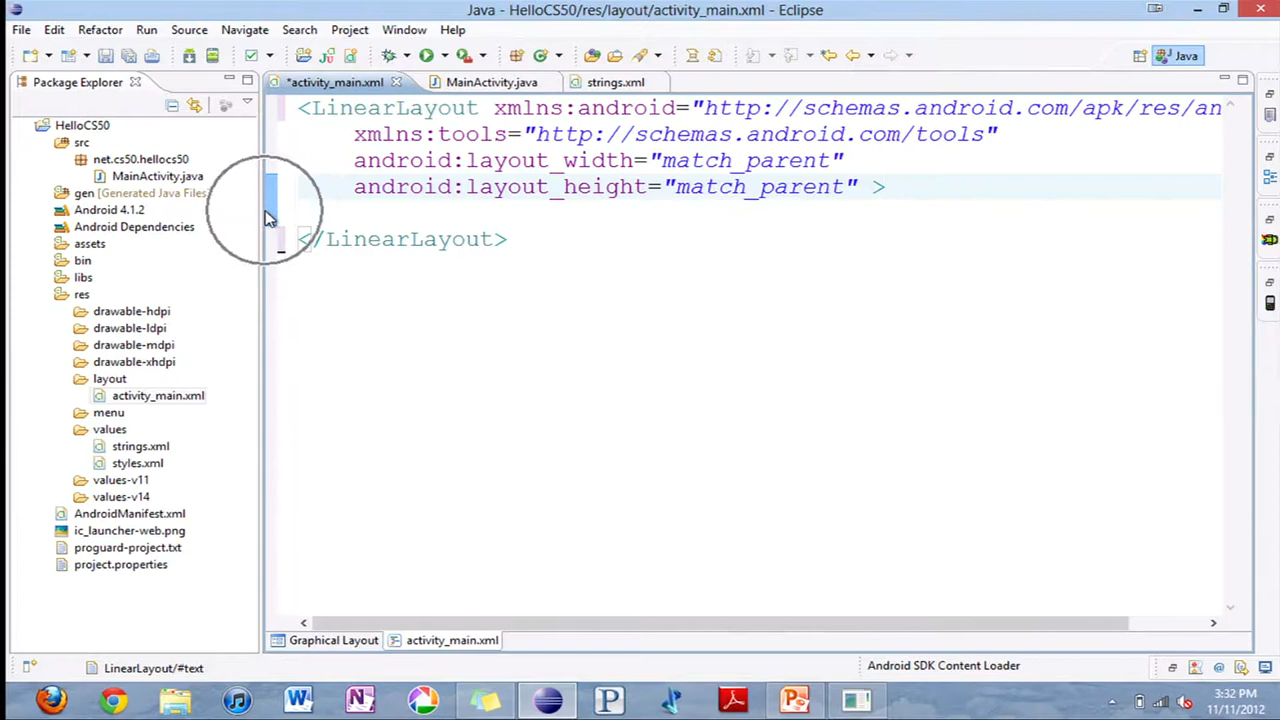 Java - HelloCS50/res/layout/activity_main.xml - Eclipse
File Edit Refactor Run Source Navigate Search Project Window Help
Java
Package Explorer
*activity_main.xml
MainActivity.java
strings.xml
HelloCS50
src
net.cs50.hellocs50
MainActivity.java
gen [Generated Java Files]
Android 4.1.2
Android Dependencies
assets
bin
libs
res
drawable-hdpi
drawable-ldpi
drawable-mdpi
drawable-xhdpi
layout
activity_main.xml
menu
values
strings.xml
styles.xml
values-v11
values-v14
AndroidManifest.xml
ic_launcher-web.png
proguard-project.txt
project.properties
<LinearLayout xmlns:android="http://schemas.android.com/apk/res/an
xmlns:tools="http://schemas.android.com/tools"
android:layout_width="match_parent"
android:layout_height="match_parent" >
</LinearLayout>
Graphical Layout
activity_main.xml
LinearLayout/#text
Android SDK Content Loader
3:32 PM
11/11/2012